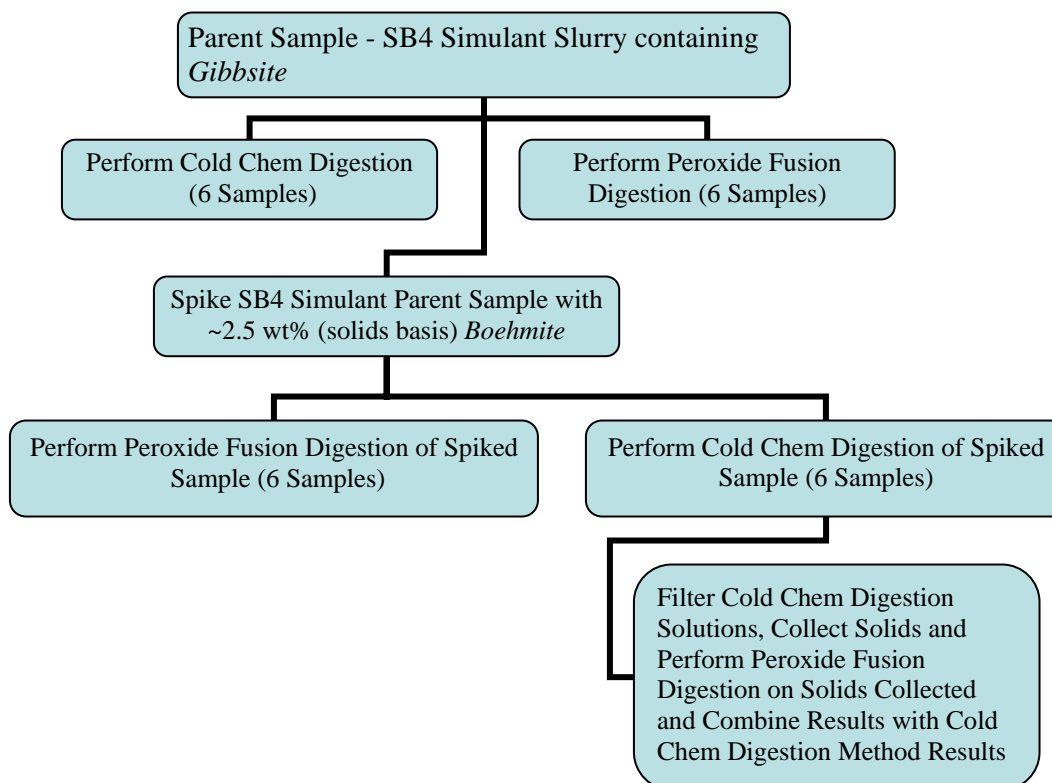 Parent Sample - SB4 Simulant Slurry containing
Gibbsite
Perform Cold Chem Digestion
(6 Samples)
Perform Peroxide Fusion
Digestion (6 Samples)
Spike SB4 Simulant Parent Sample with
~2.5 wt% (solids basis) Boehmite
Perform Peroxide Fusion Digestion of Spiked
Sample (6 Samples)
Perform Cold Chem Digestion of Spiked
Sample (6 Samples)
Filter Cold Chem Digestion
Solutions, Collect Solids and
Perform Peroxide Fusion
Digestion on Solids Collected
and Combine Results with Cold
Chem Digestion Method Results